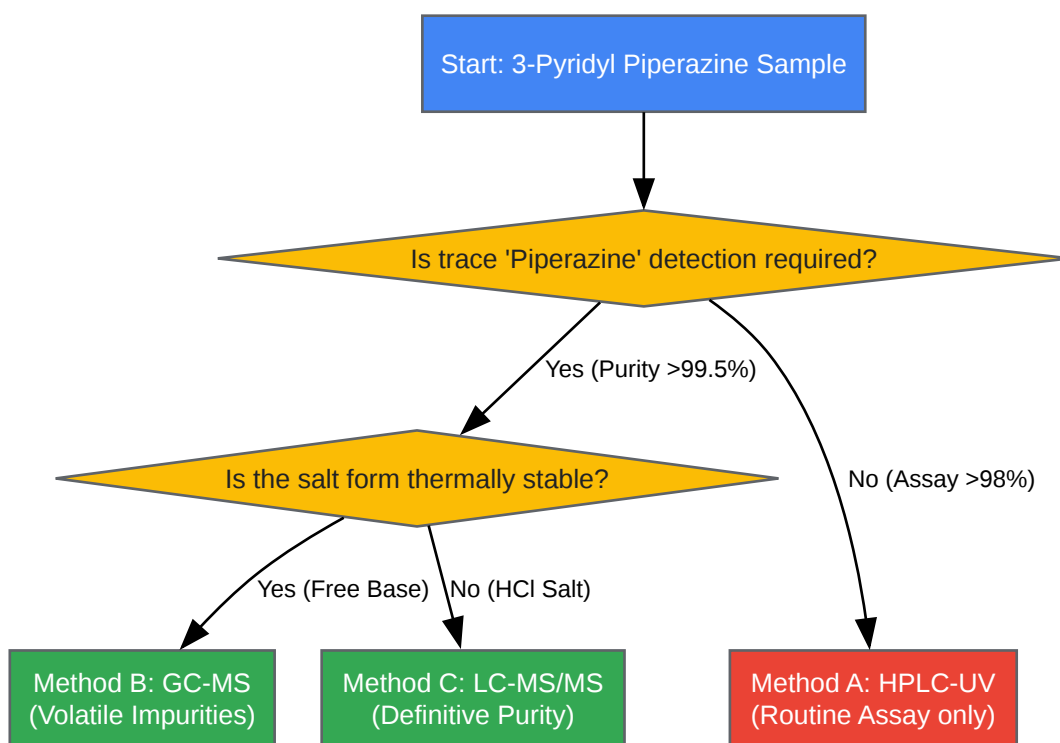 Start: 3-Pyridyl Piperazine Sample
Is trace 'Piperazine' detection required?
Yes (Purity >99.5%)
No (Assay >98%)
Is the salt form thermally stable?
Yes (Free Base)
No (HCl Salt)
Method B: GC-MS
(Volatile Impurities)
Method C: LC-MS/MS
(Definitive Purity)
Method A: HPLC-UV
(Routine Assay only)